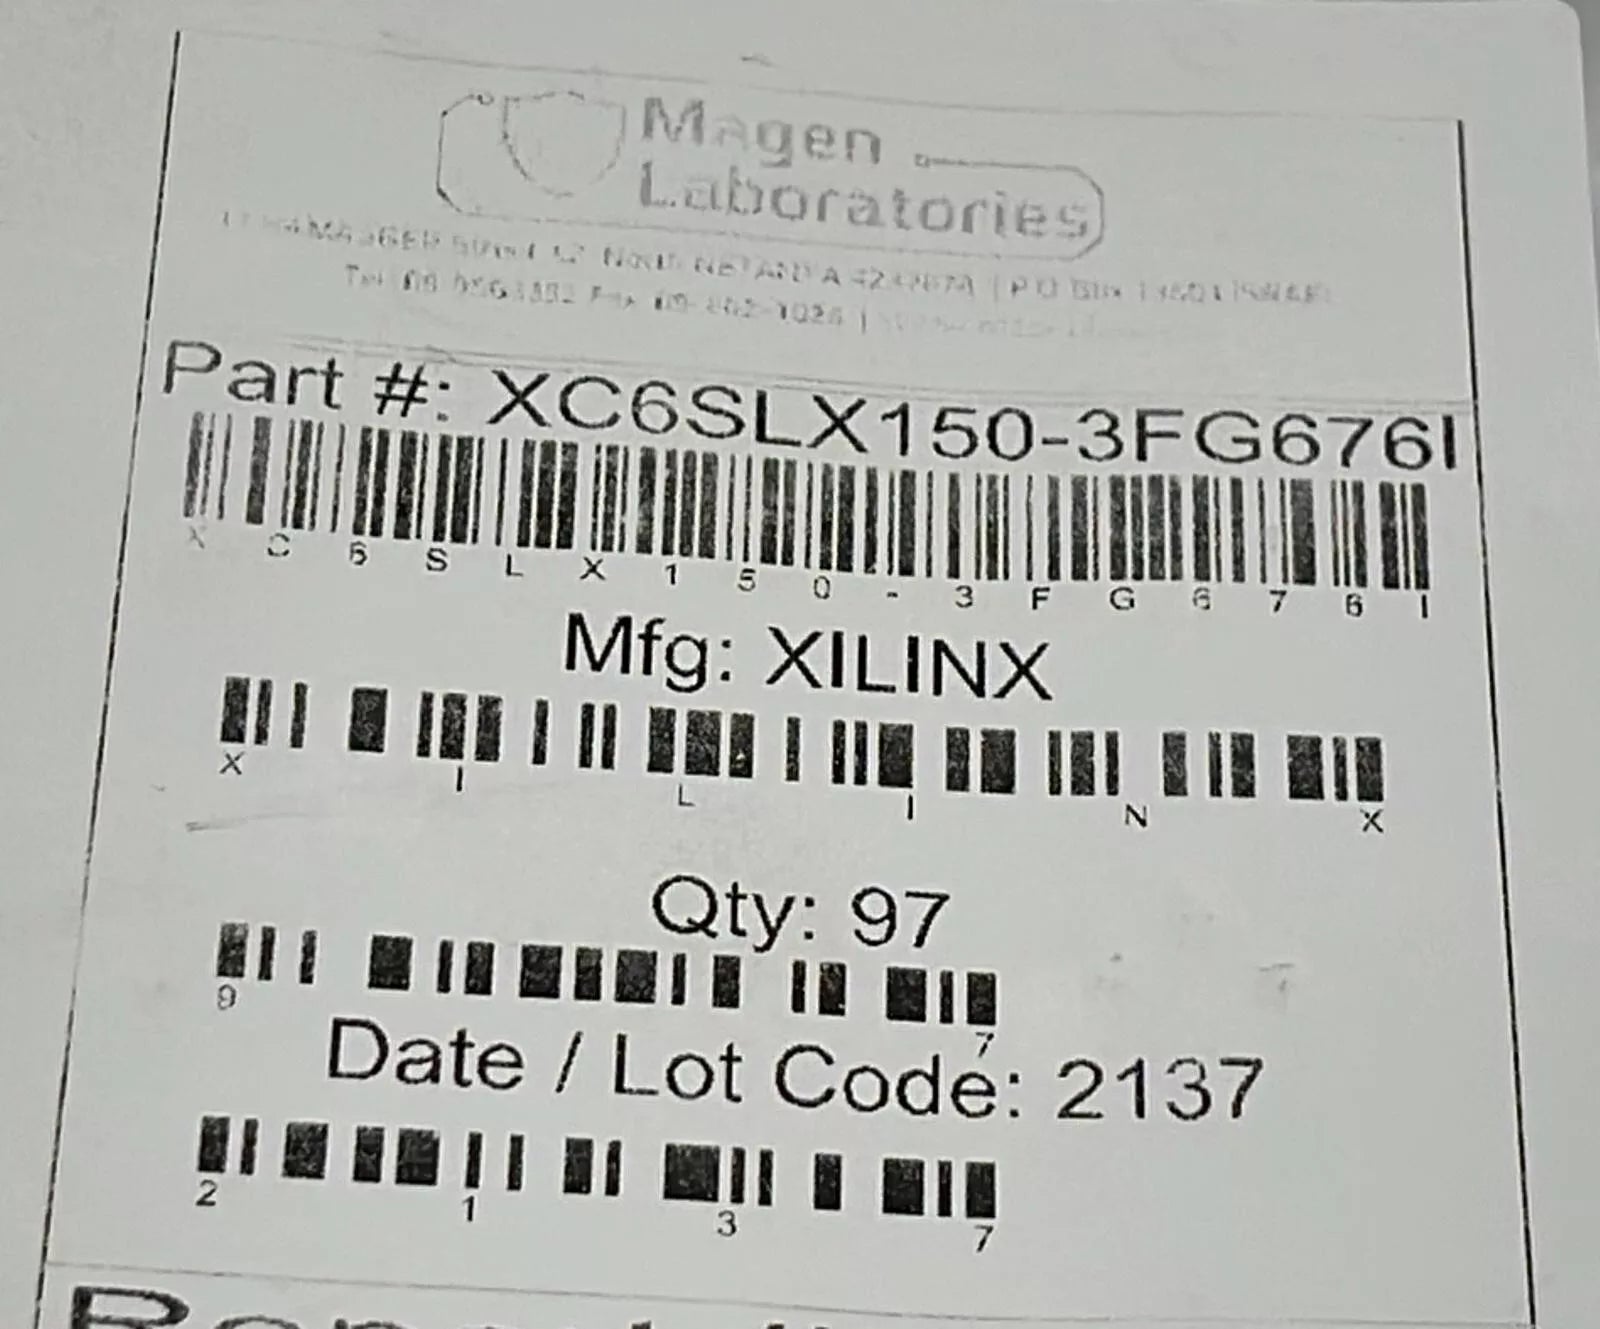 Magen
Laboratories
Part #: XC6SLX150-3FG676I
X C 6 S L X 1 5 0 - 3 F G 6 7 6 I
Mfg: XILINX
X I L I N X
Qty: 97
9 7
Date / Lot Code: 2137
2 1 3 7